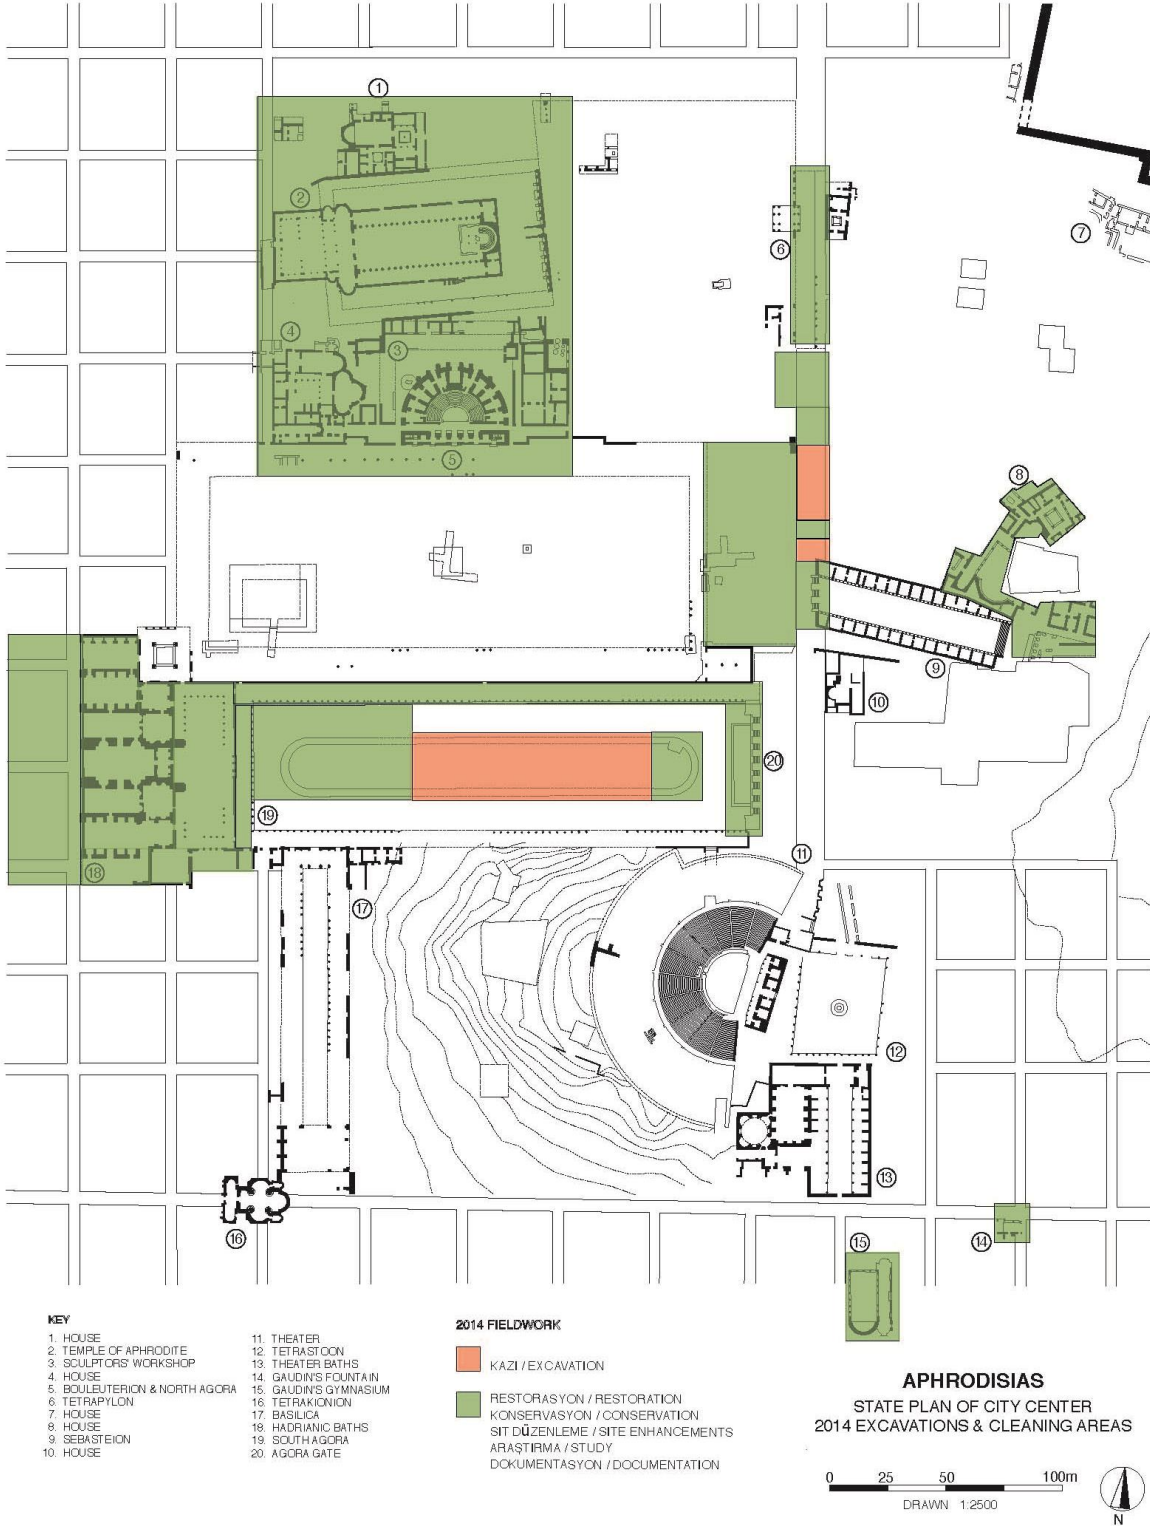 1
2
6
7
4
3
5
8
9
10
20
19
11
18
17
12
13
16
15
14
KEY
1. HOUSE
2. TEMPLE OF APHRODITE
3. SCULPTORS' WORKSHOP
4. HOUSE
5. BOULEUTERION & NORTH AGORA
6. TETRAPYLON
7. HOUSE
8. HOUSE
9. SEBASTEION
10. HOUSE
11. THEATER
12. TETRASTOON
13. THEATER BATHS
14. GAUDIN'S FOUNTAIN
15. GAUDIN'S GYMNASIUM
16. TETRAKIONION
17. BASILICA
18. HADRIANIC BATHS
19. SOUTH AGORA
20. AGORA GATE
2014 FIELDWORK
KAZI / EXCAVATION
RESTORASYON / RESTORATION
KONSERVASYON / CONSERVATION
SIT DÜZENLEME / SITE ENHANCEMENTS
ARAŞTIRMA / STUDY
DOKUMENTASYON / DOCUMENTATION
APHRODISIAS
STATE PLAN OF CITY CENTER
2014 EXCAVATIONS & CLEANING AREAS
0 25 50 100m
DRAWN 1:2500
N